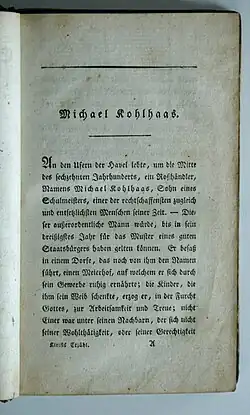 Michael Kohlhaas.
An den Ufern der Havel lebte, um die Mitte
des sechzehnten Jahrhunderts, ein Roßhändler,
Namens Michael Kohlhaas, Sohn eines
Schulmeisters, einer der rechtschaffensten zugleich
und entsetzlichsten Menschen seiner Zeit. — Die-
ser außerordentliche Mann würde, bis in sein
dreißigstes Jahr für das Muster eines guten
Staatsbürgers haben gelten können. Er besaß
in einem Dorfe, das noch von ihm den Namen
führt, einen Meierhof, auf welchem er sich durch
sein Gewerbe ruhig ernährte; die Kinder, die
ihm sein Weib schenkte, erzog er, in der Furcht
Gottes, zur Arbeitsamkeit und Treue; nicht
Einer war unter seinen Nachbarn, der sich nicht
seiner Wohlthätigkeit, oder seiner Gerechtigkeit
Kleists Erzähl. A